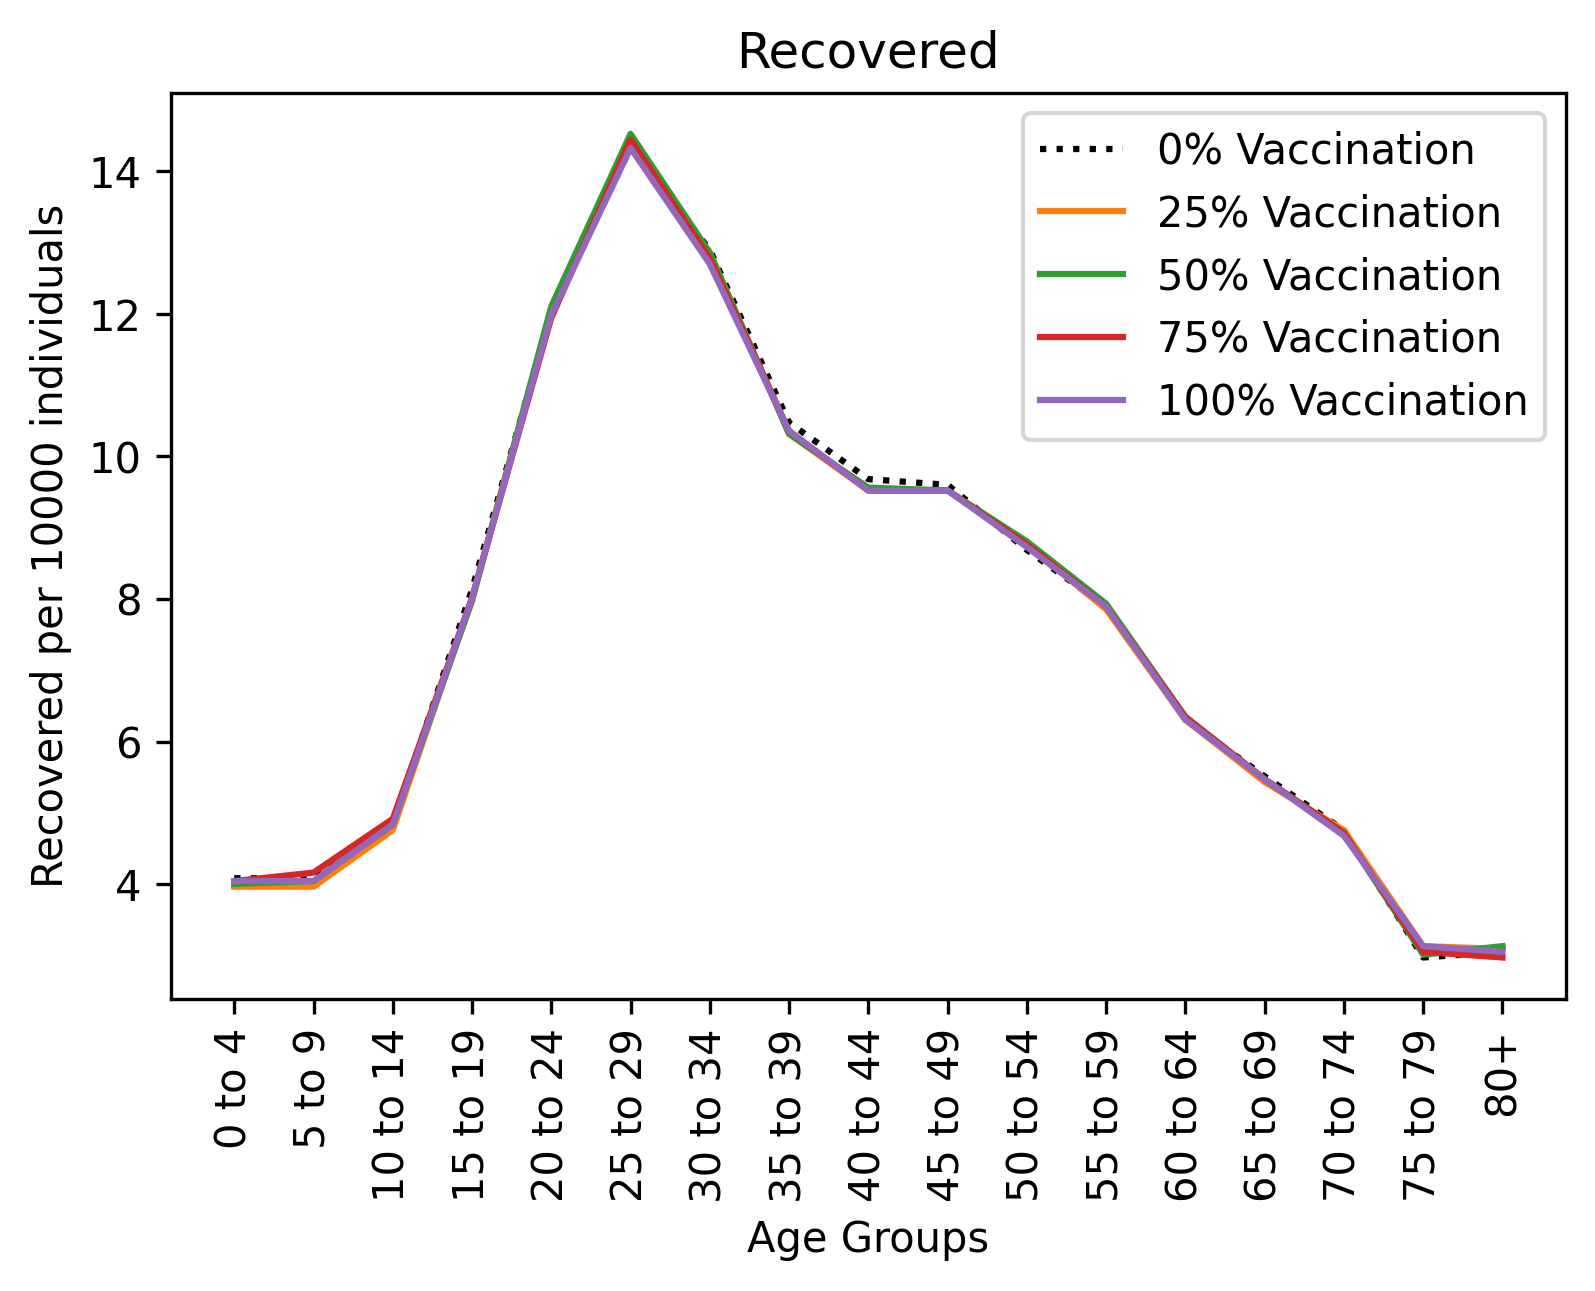 Recovered
Recovered per 10000 individuals
14
12
10
8
6
4
0% Vaccination
25% Vaccination
50% Vaccination
75% Vaccination
100% Vaccination
0 to 4
5 to 9
10 to 14
15 to 19
20 to 24
25 to 29
30 to 34
35 to 39
40 to 44
45 to 49
50 to 54
55 to 59
60 to 64
65 to 69
70 to 74
75 to 79
80+
Age Groups